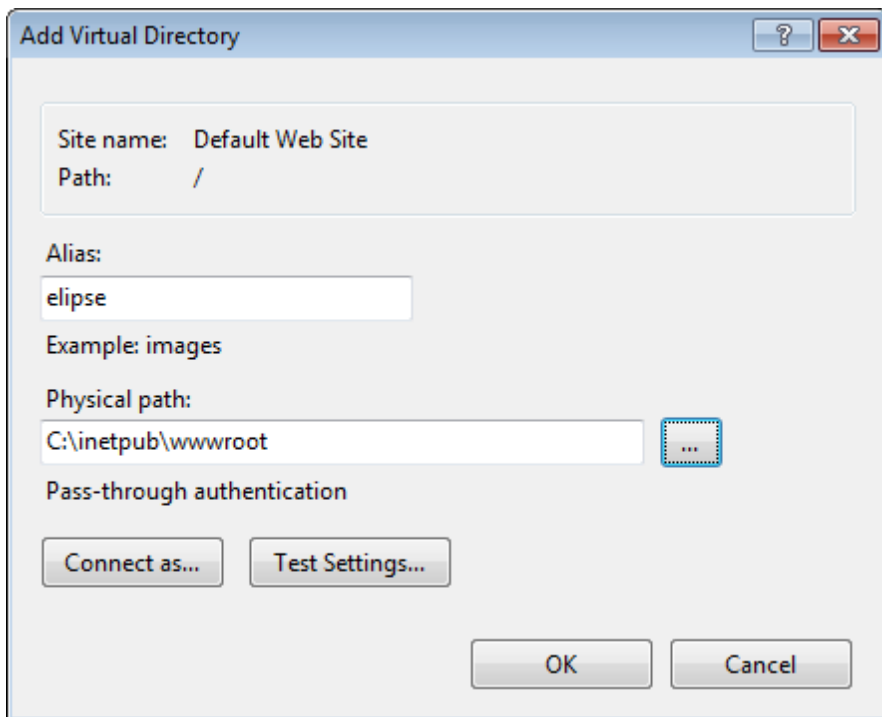 Add Virtual Directory
?
Site name: Default Web Site
Path: /
Alias:
elipse
Example: images
Physical path:
C:\inetpub\wwwroot
...
Pass-through authentication
Connect as... Test Settings...
OK Cancel